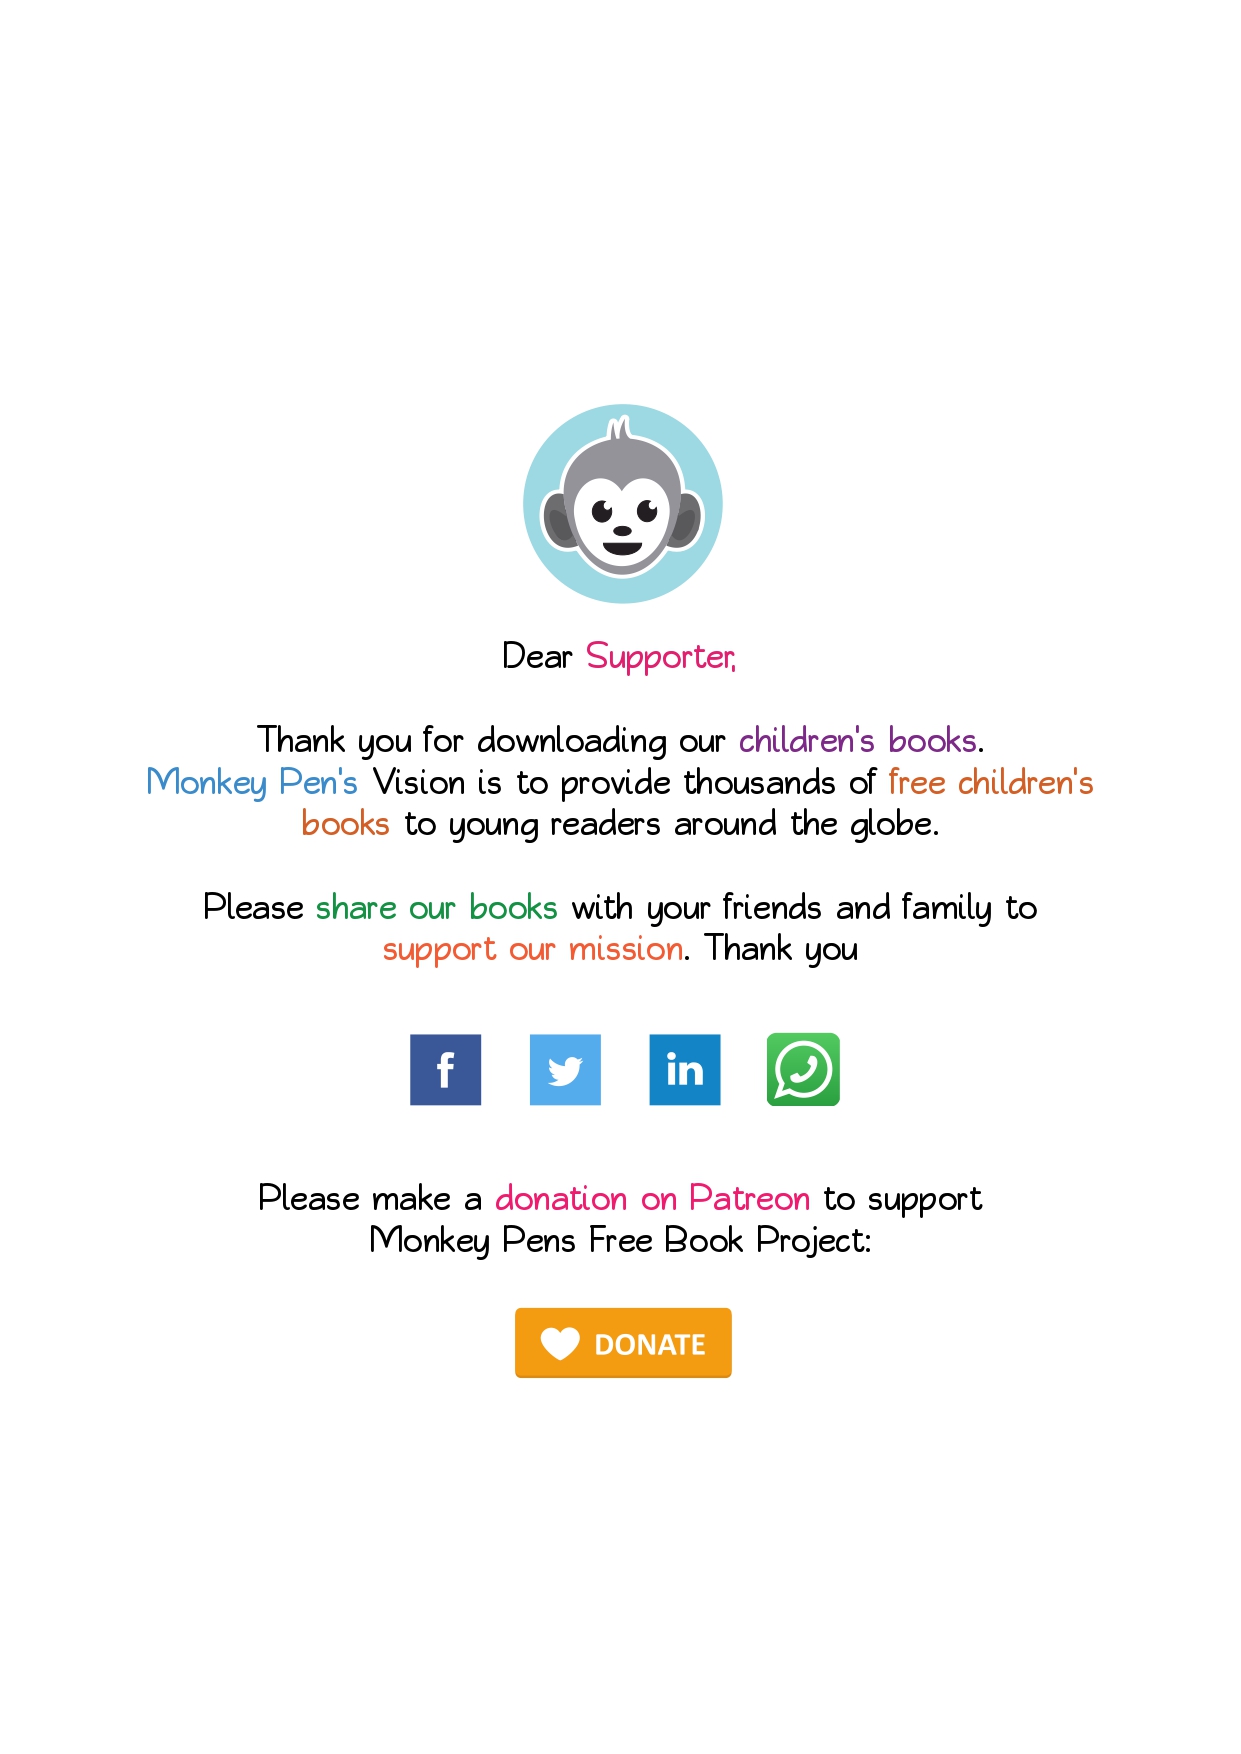 Dear Supporter,
Thank you for downloading our children's books.
Monkey Pen's Vision is to provide thousands of free children's
books to young readers around the globe.
Please share our books with your friends and family to
support our mission. Thank you
f
in
Please make a donation on Patreon to support
Monkey Pens Free Book Project:
DONATE